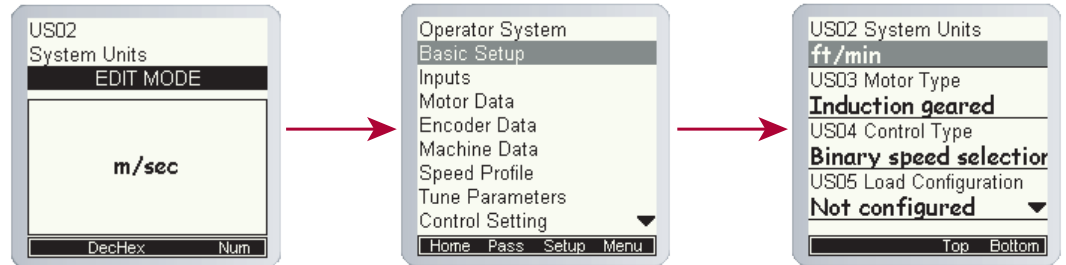 US02
System Units
EDIT MODE
m/sec
DecHex Num
Operator System
Basic Setup
Inputs
Motor Data
Encoder Data
Machine Data
Speed Profile
Tune Parameters
Control Setting
Home Pass Setup Menu
US02 System Units
ft/min
US03 Motor Type
Induction geared
US04 Control Type
Binary speed selection
US05 Load Configuration
Not configured
Top Bottom